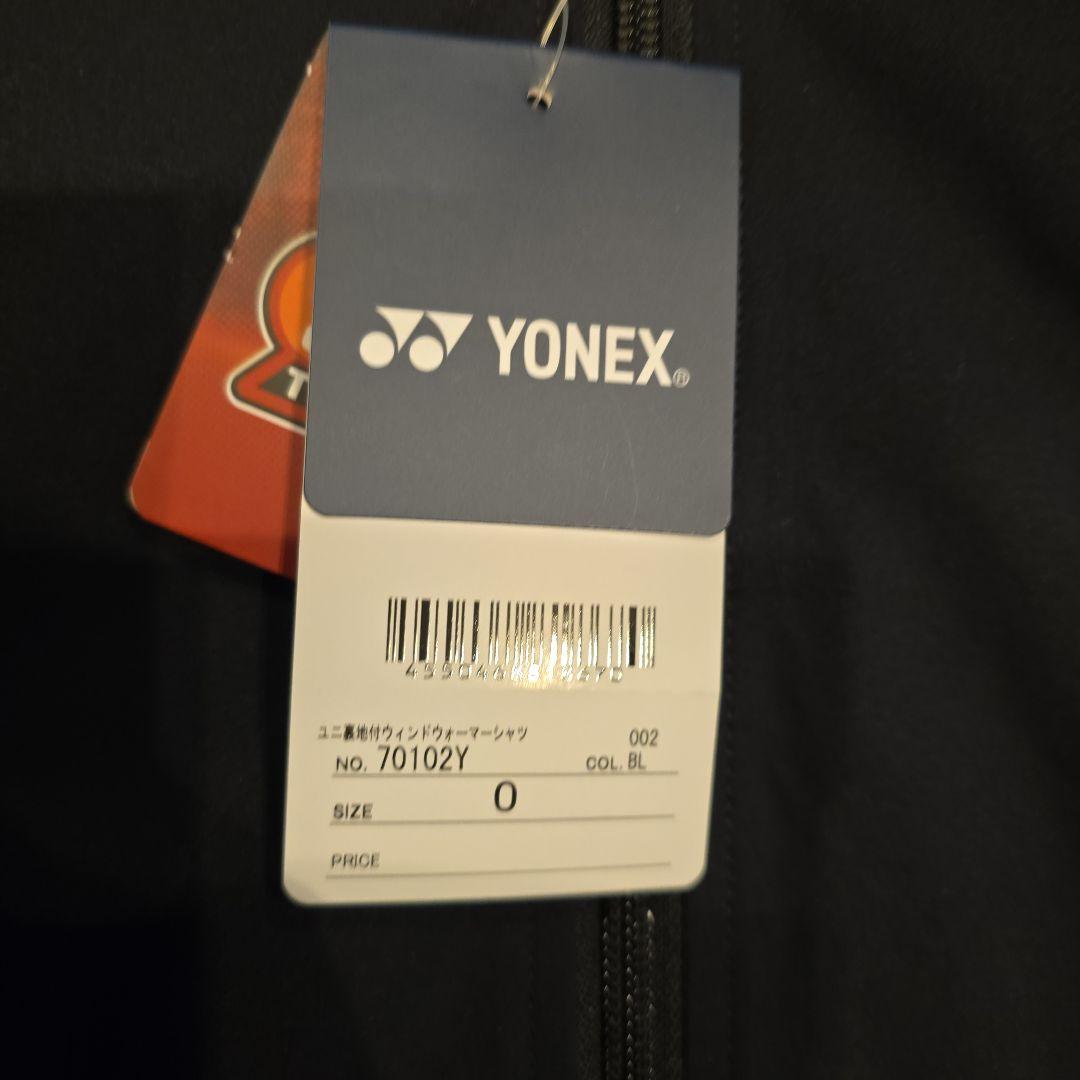 YONEX®
ユニ裏地付ウィンドウォーマーシャツ
002
NO. 70102Y
COL. BL
SIZE O
PRICE